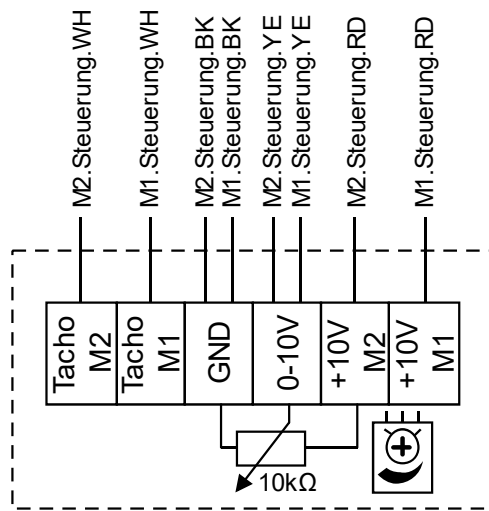 M2.Steuerung.WH
M1.Steuerung.WH
M2.Steuerung.BK
M1.Steuerung.BK
M2.Steuerung.YE
M1.Steuerung.YE
M2.Steuerung.RD
M1.Steuerung.RD
Tacho
M2
Tacho
M1
GND
0-10V
+10V
M2
+10V
M1
10kΩ